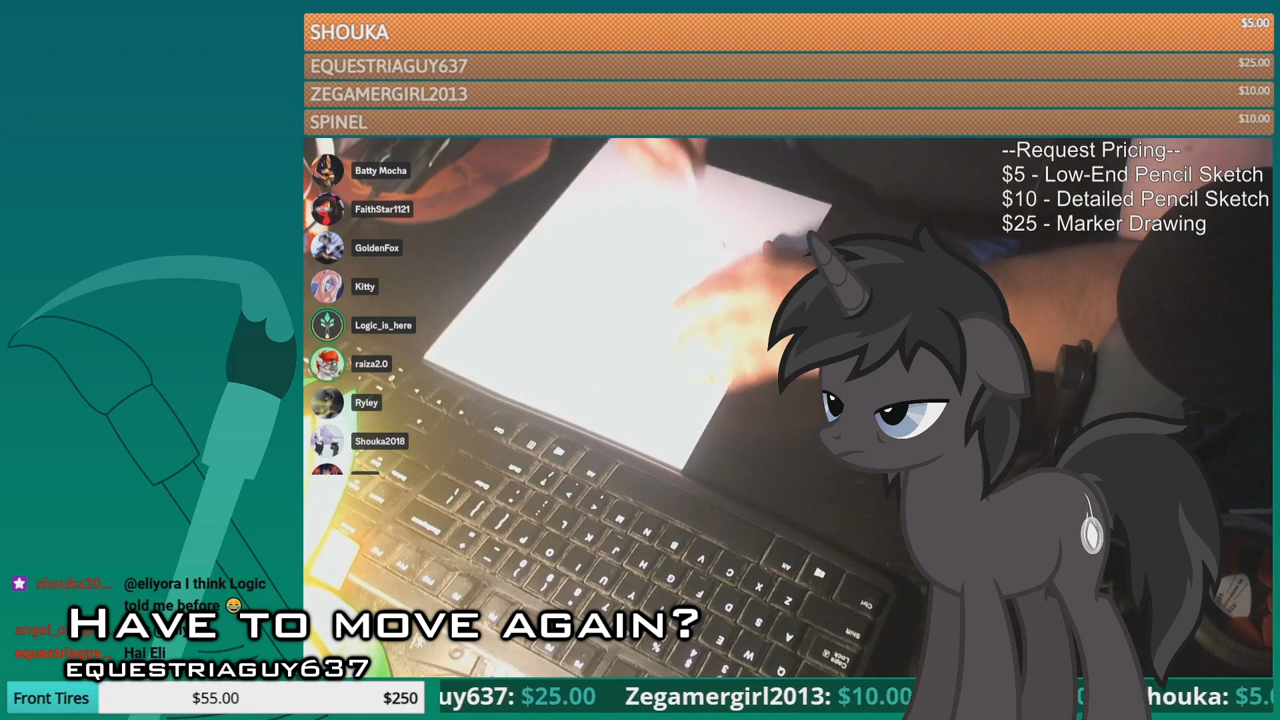 SHOUKA
$5.00
EQUESTRIAGUY637
$25.00
ZEGAMERGIRL2013
$10.00
SPINEL
$10.00
--Request Pricing--
$5 - Low-End Pencil Sketch
$10 - Detailed Pencil Sketch
$25 - Marker Drawing
Batty Mocha
FaithStar1121
GoldenFox
Kitty
Logic_is_here
raiza2.0
Ryley
Shouka2018
shouka20... @eliyora I think Logic
told me before 😂
equestriaguy... Hai Eli
HAVE TO MOVE AGAIN?
EQUESTRIAGUY637
Front Tires $55.00 $250
uy637: $25.00 Zegamergirl2013: $10.00 houka: $5.